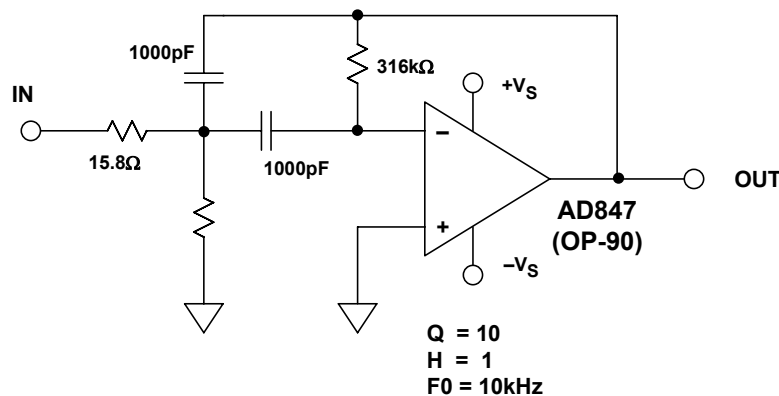 1000pF
316kΩ
IN
+VS
15.8Ω
1000pF
−
+
OUT
AD847
(OP-90)
−VS
Q = 10
H = 1
F0 = 10kHz